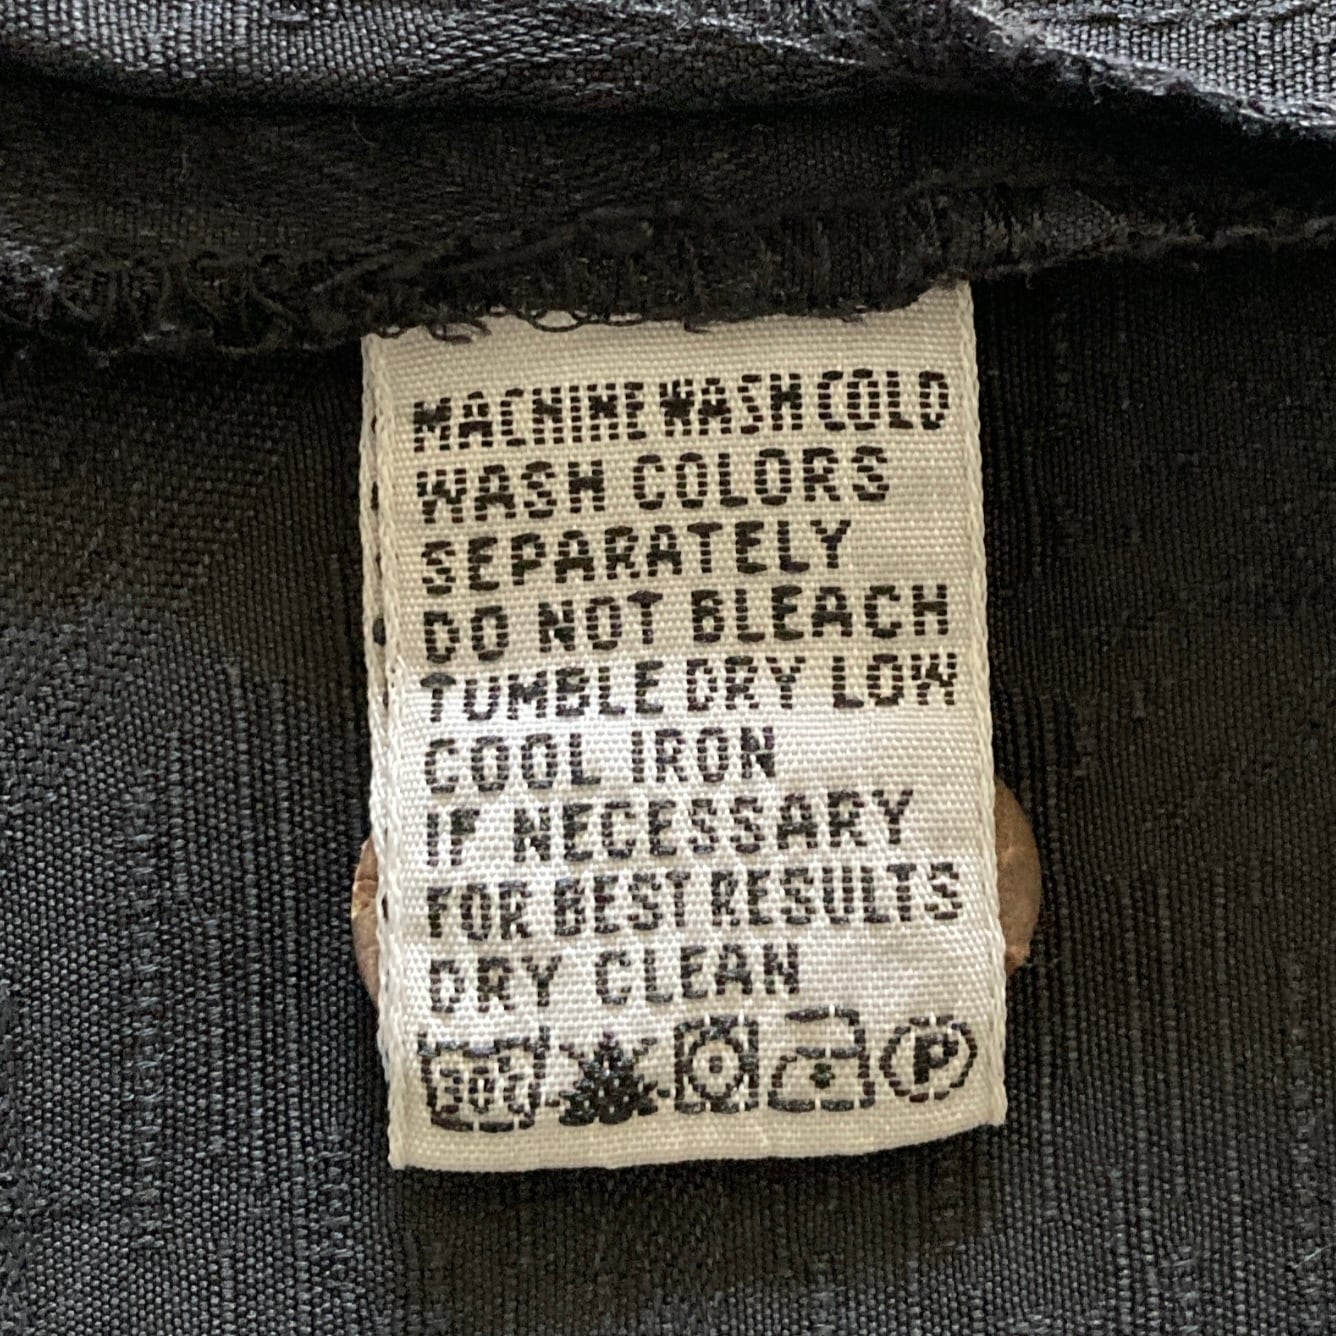 MACHINE WASH COLD
WASH COLORS
SEPARATELY
DO NOT BLEACH
TUMBLE DRY LOW
COOL IRON
IF NECESSARY
FOR BEST RESULTS
DRY CLEAN
30C P